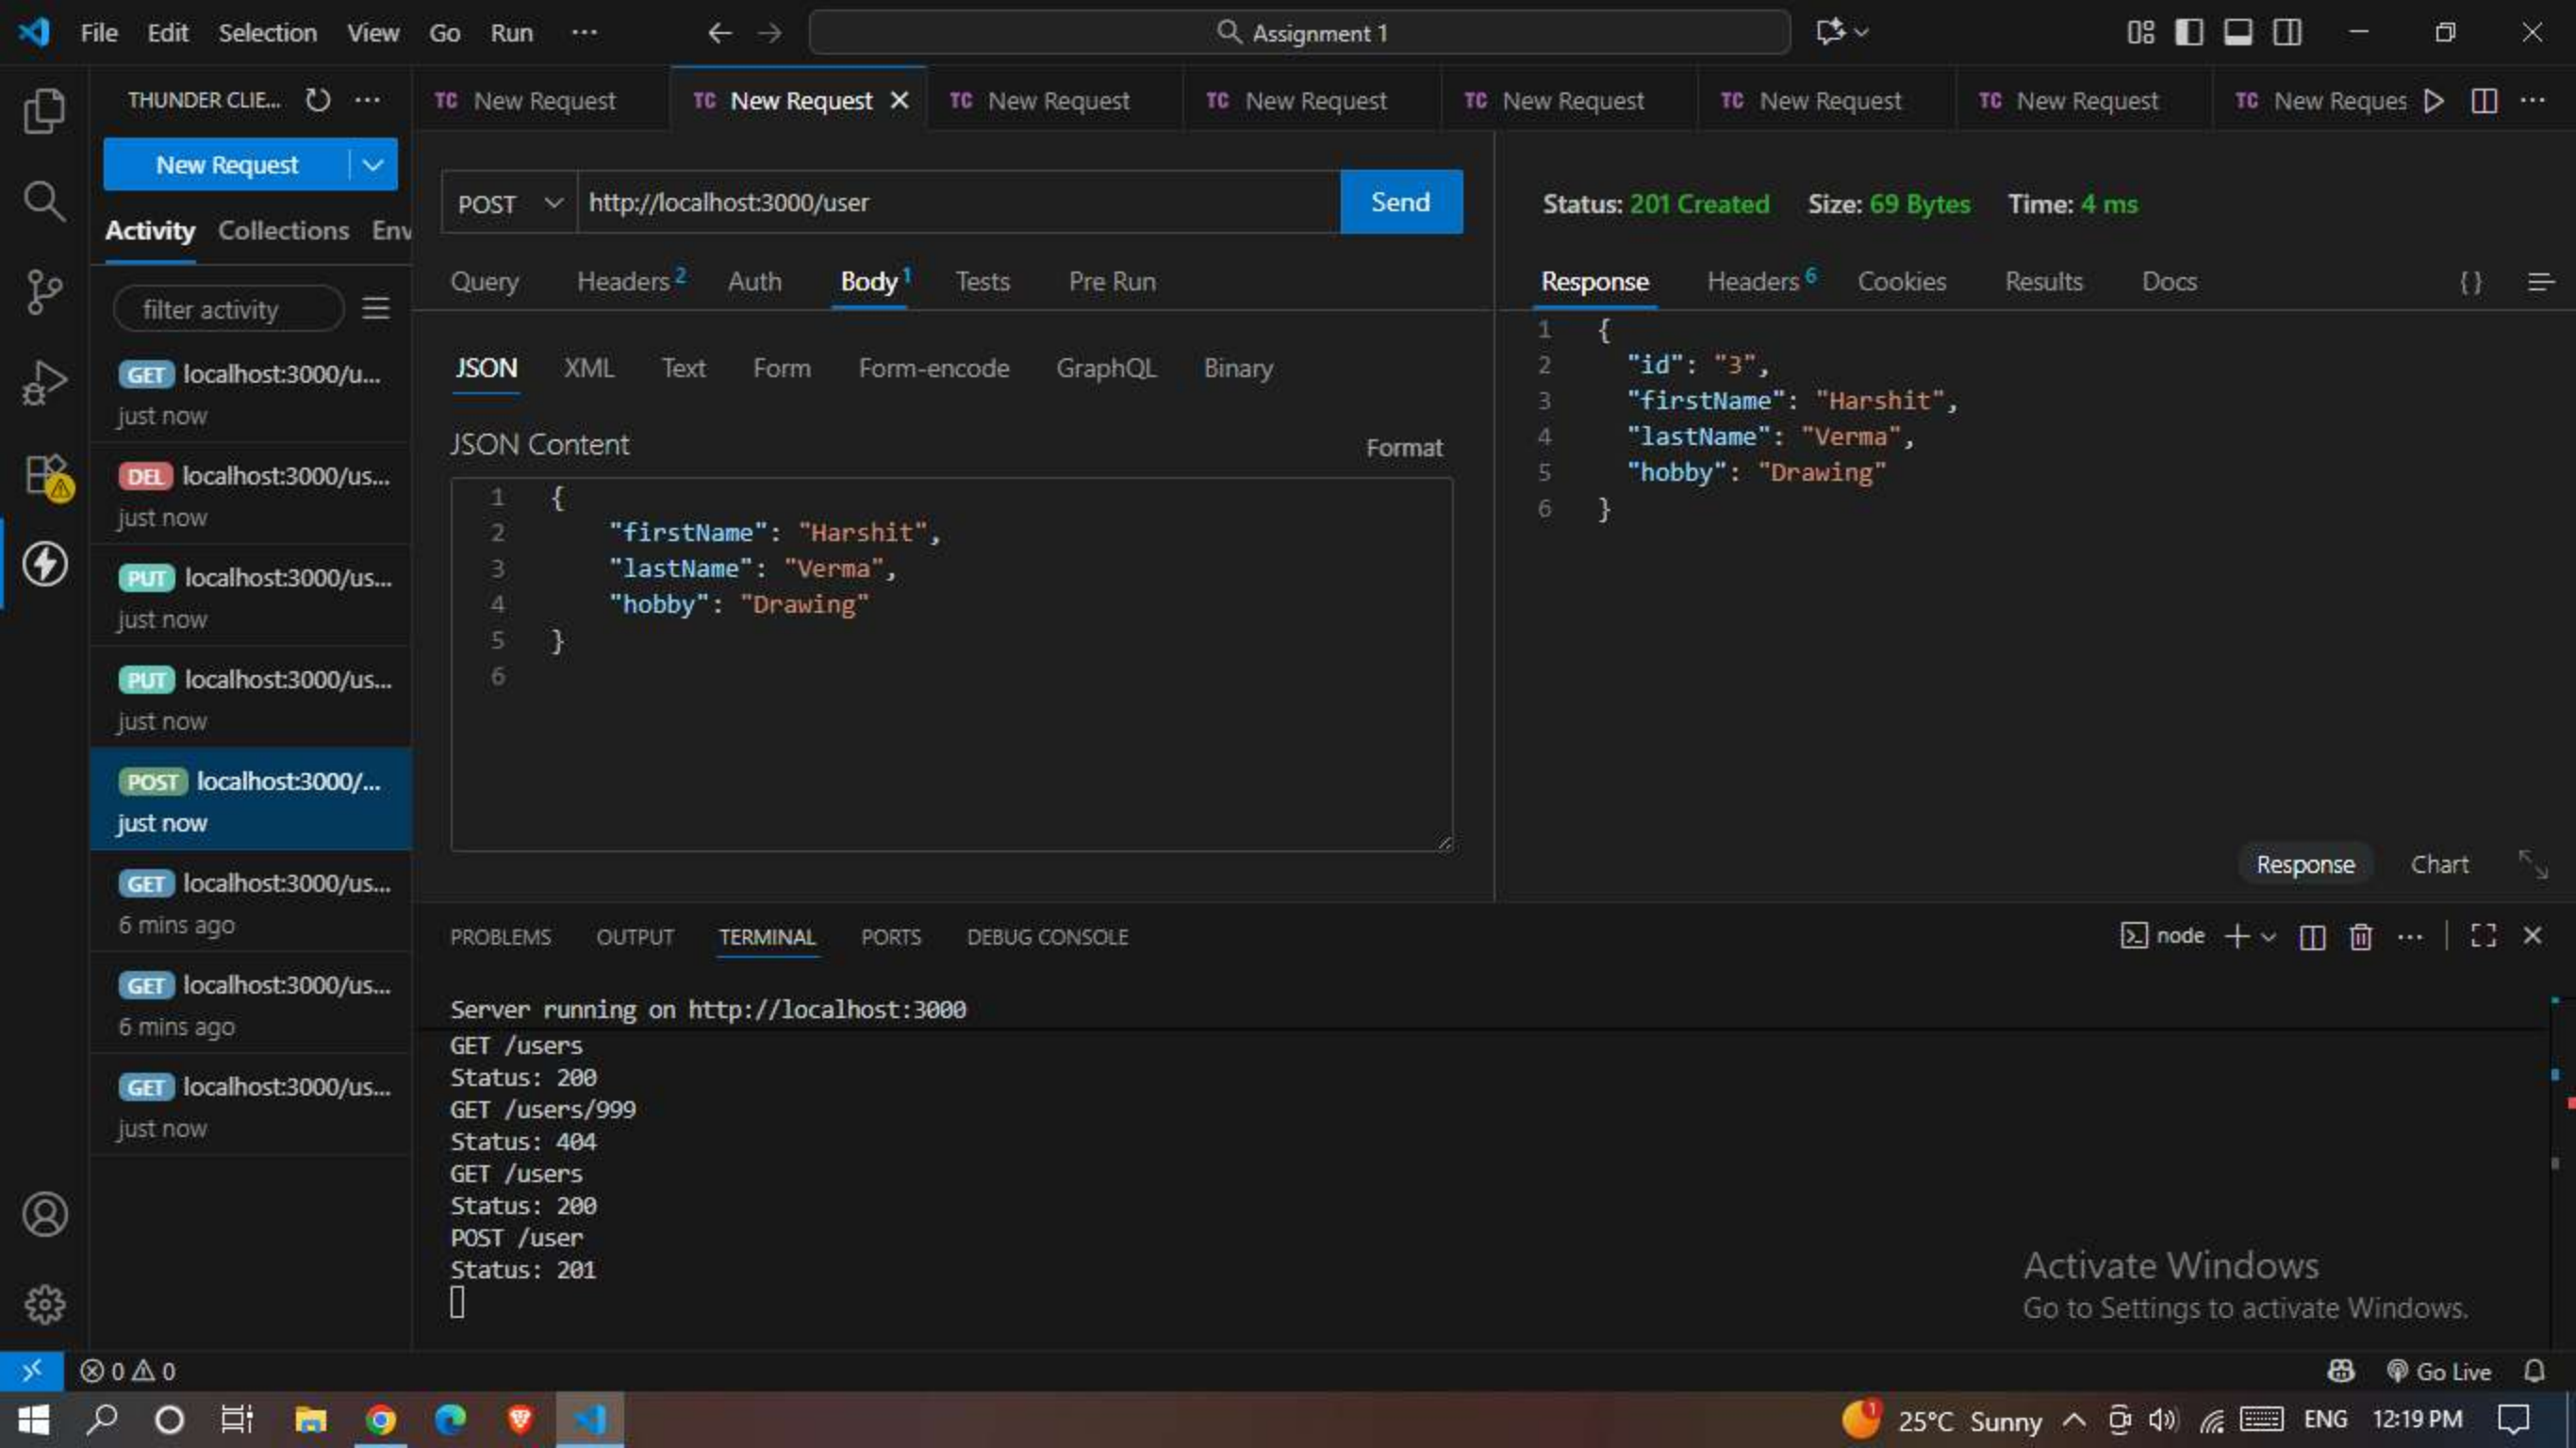 File Edit Selection View Go Run ... Assignment 1
THUNDER CLIE... ...
TC New Request TC New Request TC New Request TC New Request TC New Request TC New Request TC New Request TC New Reques ...
New Request
POST http://localhost:3000/user Send
Status: 201 Created Size: 69 Bytes Time: 4 ms
Activity Collections Env
Query Headers 2 Auth Body 1 Tests Pre Run
Response Headers 6 Cookies Results Docs {}
filter activity
GET localhost:3000/u...
just now
DEL localhost:3000/us...
just now
PUT localhost:3000/us...
just now
PUT localhost:3000/us...
just now
POST localhost:3000/...
just now
GET localhost:3000/us...
6 mins ago
GET localhost:3000/us...
6 mins ago
GET localhost:3000/us...
just now
JSON XML Text Form Form-encode GraphQL Binary
JSON Content Format
1 {
2 "firstName": "Harshit",
3 "lastName": "Verma",
4 "hobby": "Drawing"
5 }
6
1 {
2 "id": "3",
3 "firstName": "Harshit",
4 "lastName": "Verma",
5 "hobby": "Drawing"
6 }
Response Chart
PROBLEMS OUTPUT TERMINAL PORTS DEBUG CONSOLE
node ...
Server running on http://localhost:3000
GET /users
Status: 200
GET /users/999
Status: 404
GET /users
Status: 200
POST /user
Status: 201
Activate Windows
Go to Settings to activate Windows.
0 0 Go Live
1 25°C Sunny ENG 12:19 PM